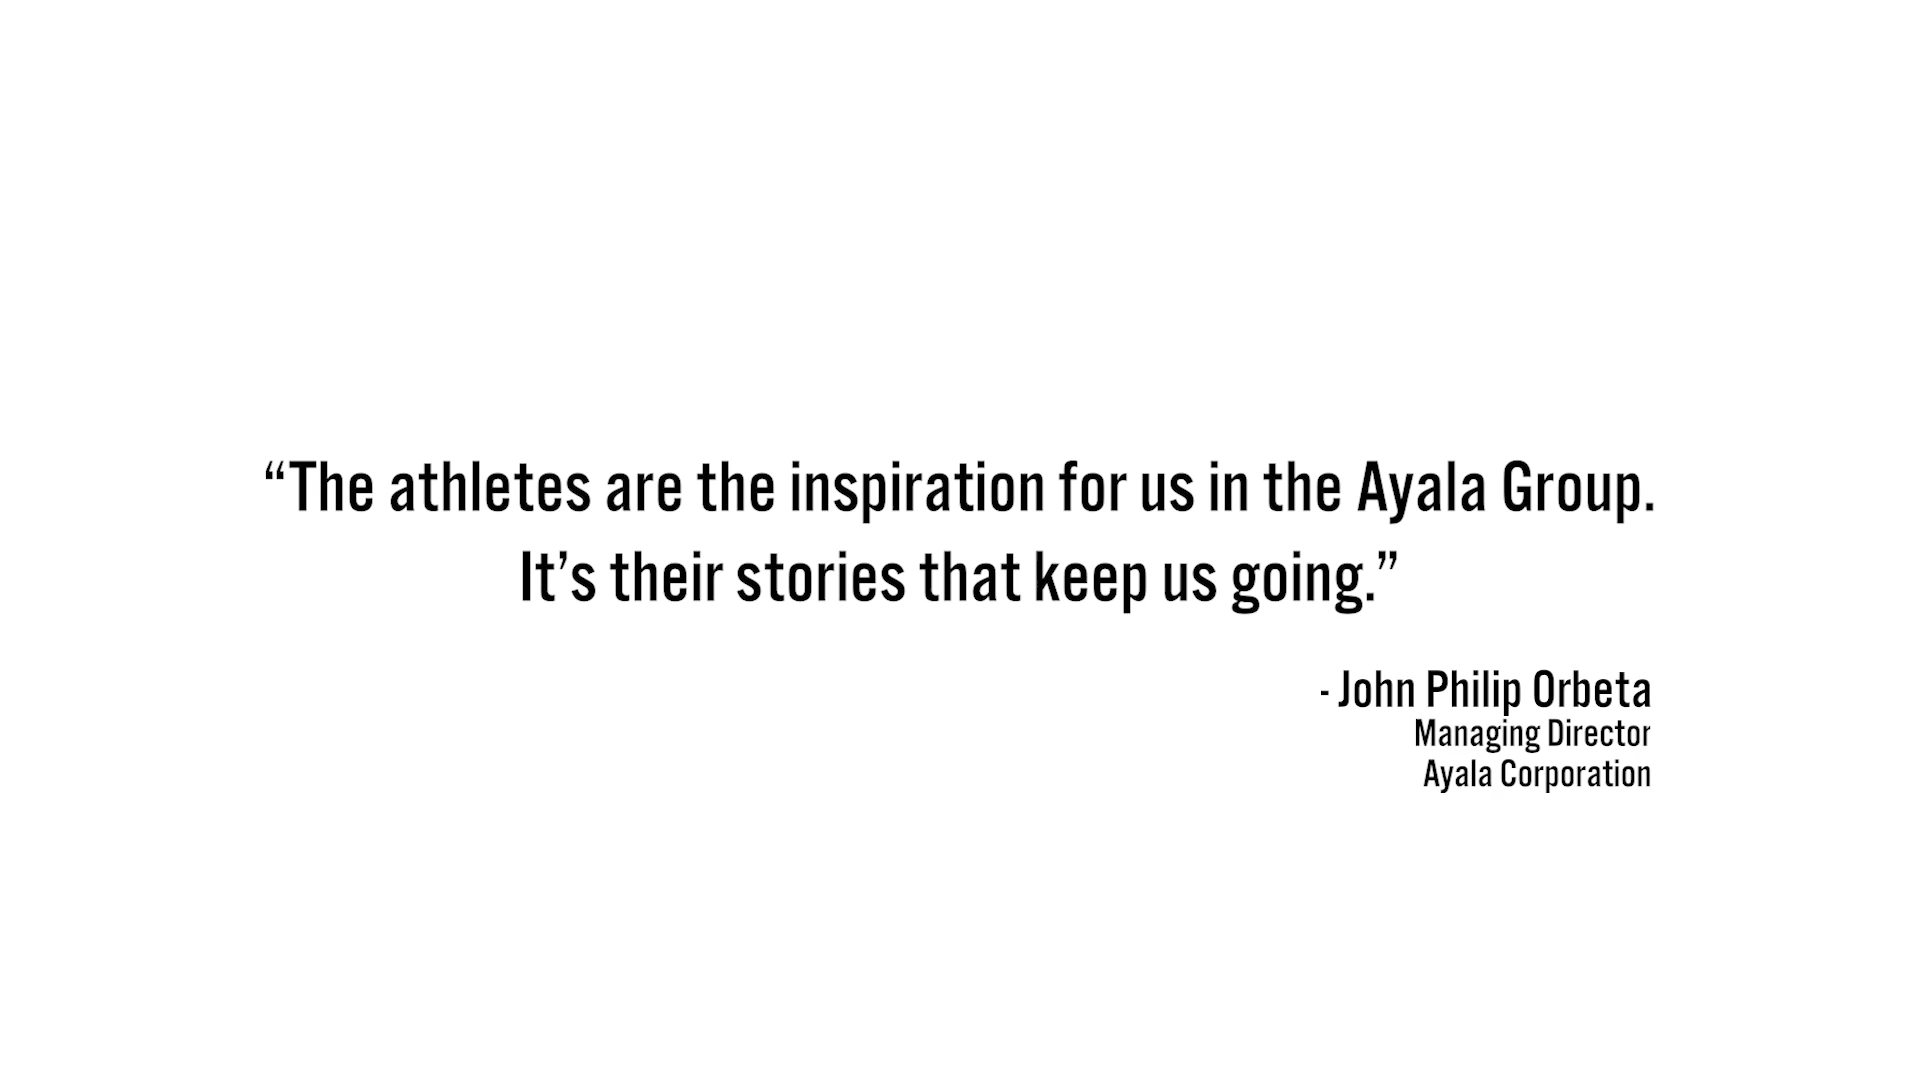 “The athletes are the inspiration for us in the Ayala Group.
It’s their stories that keep us going.”
- John Philip Orbeta
Managing Director
Ayala Corporation